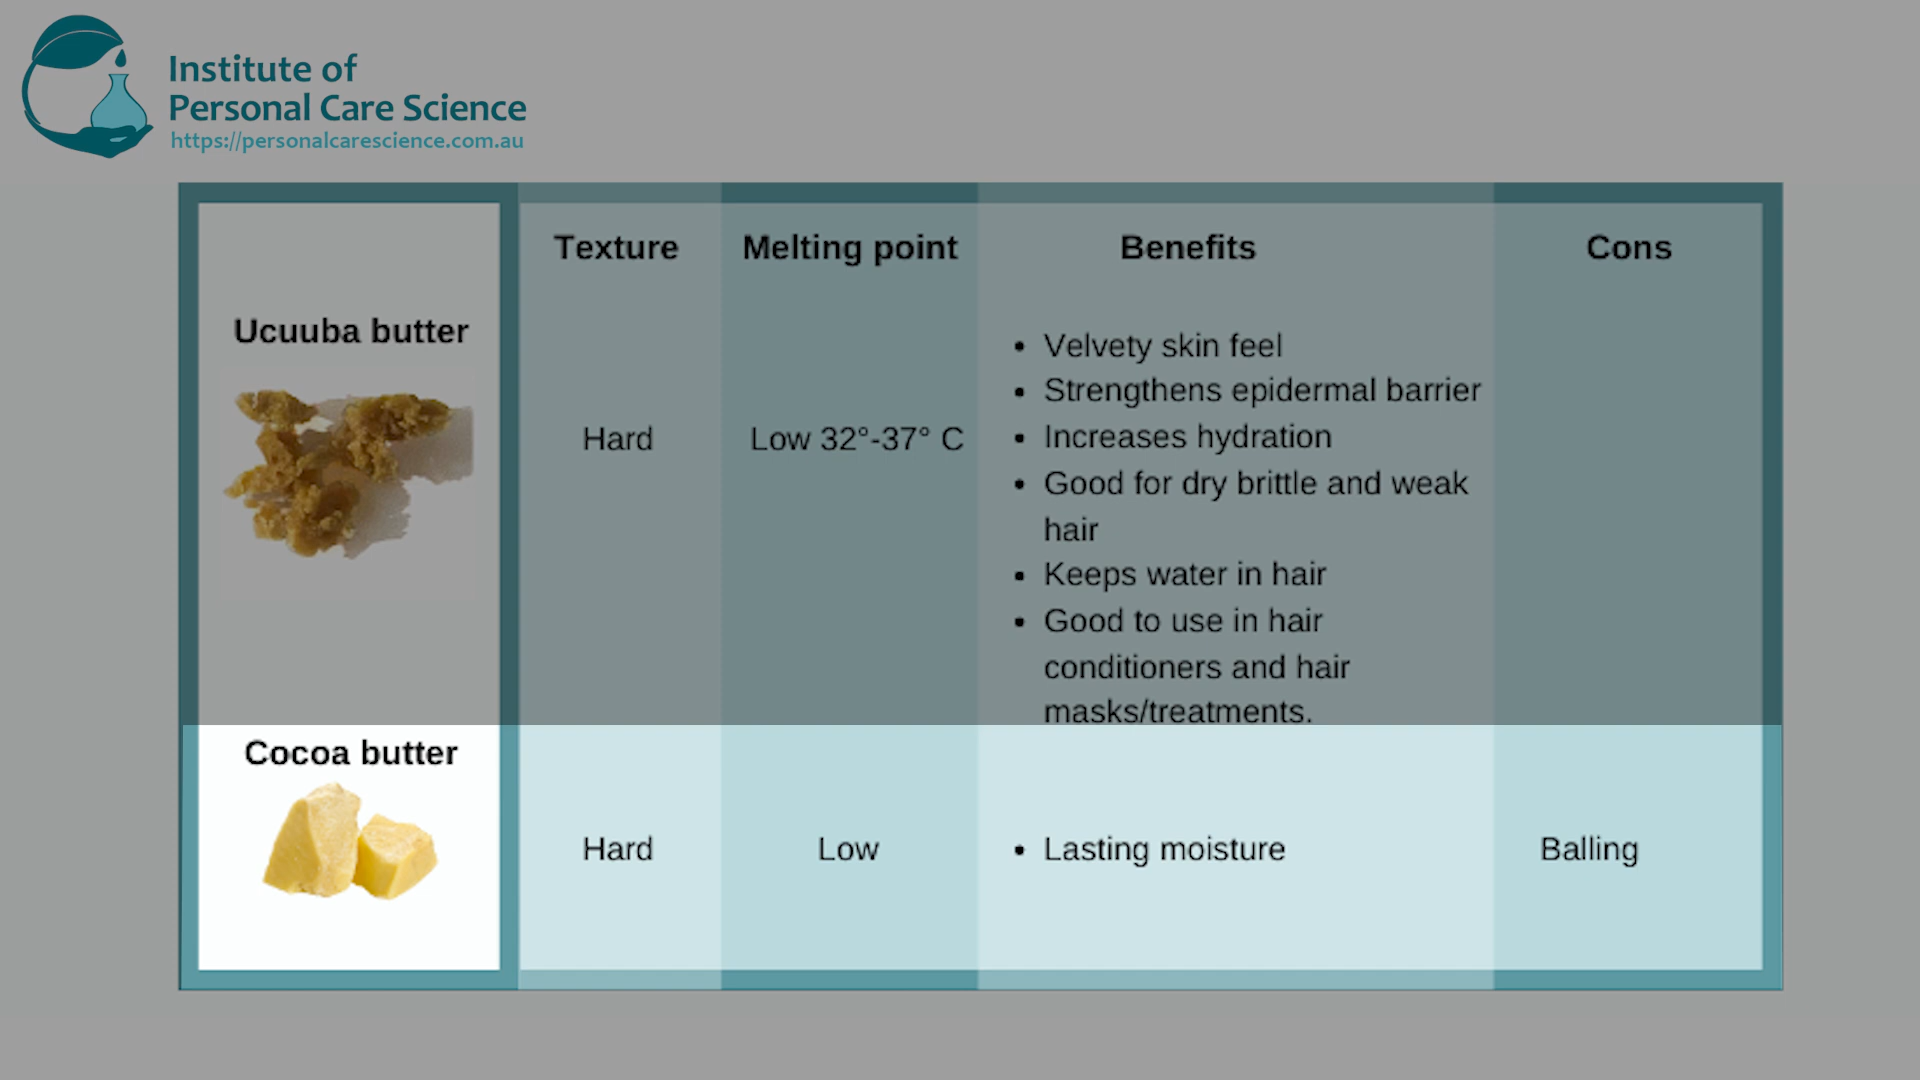 Institute of
Personal Care Science
https://personalcarescience.com.au
Texture
Melting point
Benefits
Cons
Ucuuba butter
Hard
Low 32°-37° C
• Velvety skin feel
• Strengthens epidermal barrier
• Increases hydration
• Good for dry brittle and weak
hair
• Keeps water in hair
• Good to use in hair
conditioners and hair
masks/treatments.
Cocoa butter
Hard
Low
• Lasting moisture
Balling